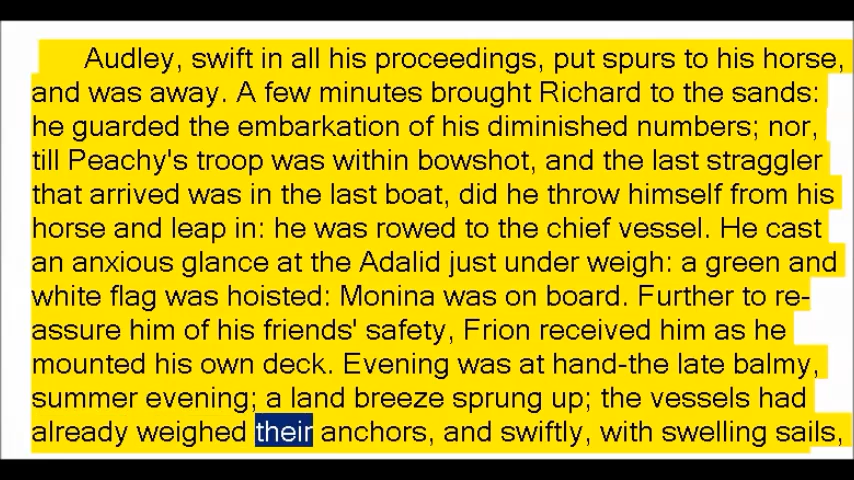 Audley, swift in all his proceedings, put spurs to his horse,
and was away. A few minutes brought Richard to the sands:
he guarded the embarkation of his diminished numbers; nor,
till Peachy's troop was within bowshot, and the last straggler
that arrived was in the last boat, did he throw himself from his
horse and leap in: he was rowed to the chief vessel. He cast
an anxious glance at the Adalid just under weigh: a green and
white flag was hoisted: Monina was on board. Further to re-
assure him of his friends' safety, Frion received him as he
mounted his own deck. Evening was at hand-the late balmy,
summer evening; a land breeze sprung up; the vessels had
already weighed their anchors, and swiftly, with swelling sails,